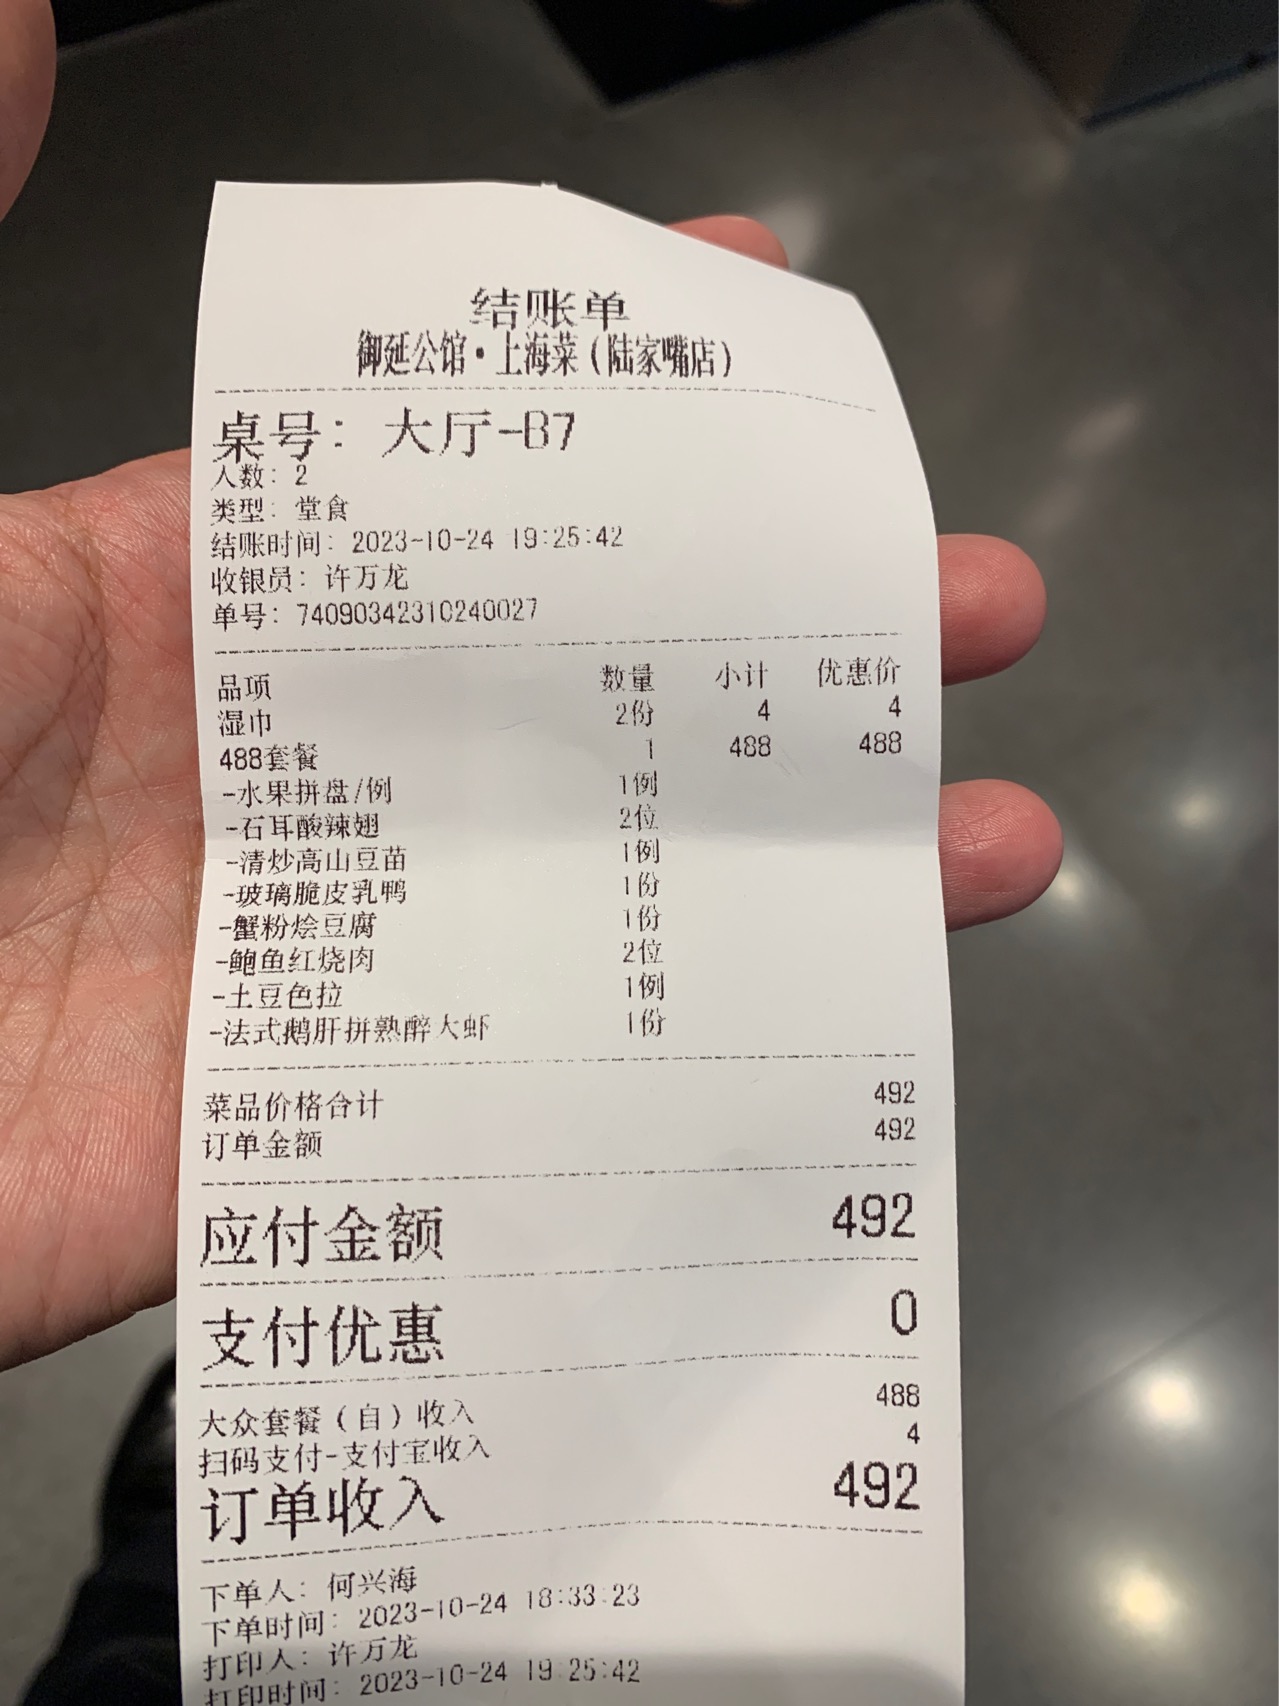 结账单
御延公馆·上海菜(陆家嘴店)
桌号: 大厅-B7
人数: 2
类型: 堂食
结账时间: 2023-10-24 19:25:42
收银员: 许万龙
单号: 74090342310240027
品项 数量 小计 优惠价
湿巾 2份 4 4
488套餐 1 488 488
-水果拼盘/例 1例
-石耳酸辣翅 2位
-清炒高山豆苗 1例
-玻璃脆皮乳鸭 1份
-蟹粉烩豆腐 1份
-鲍鱼红烧肉 2位
-土豆色拉 1例
-法式鹅肝拼熟醉大虾 1份
菜品价格合计 492
订单金额 492
应付金额 492
支付优惠 0
大众套餐(自)收入 488
扫码支付-支付宝收入 4
订单收入 492
下单人: 何兴海
下单时间: 2023-10-24 18:33:23
打印人: 许万龙
打印时间: 2023-10-24 19:25:42